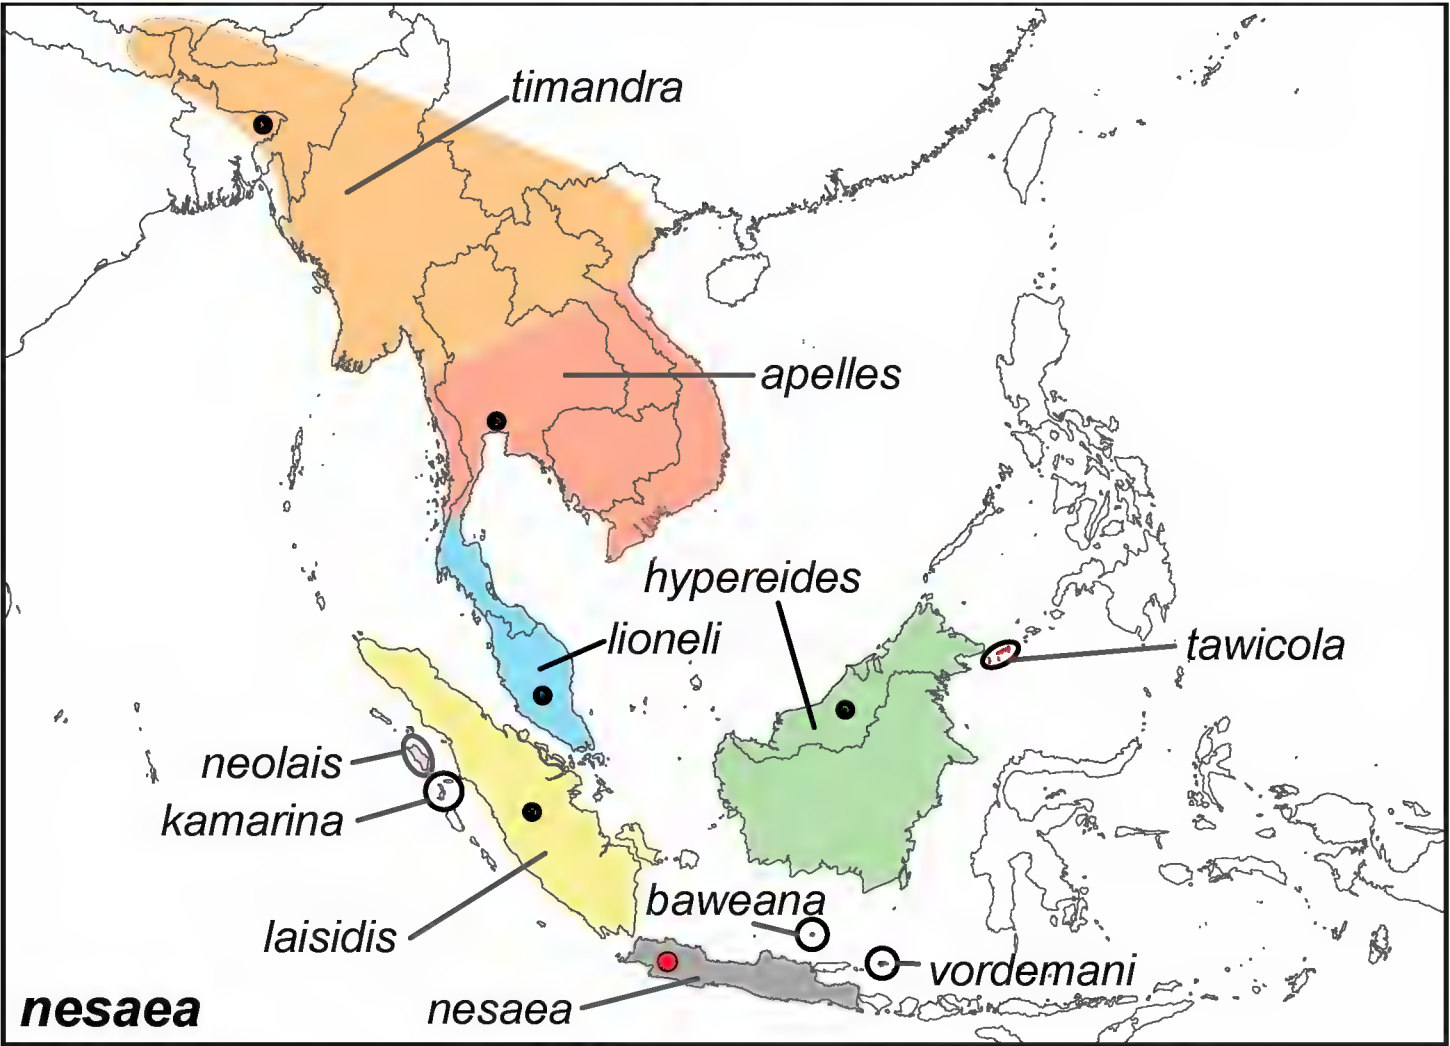 timandra
apelles
hypereides
lioneli
tawicola
neolais
kamarina
baweana
laisidis
vordemani
nesaea
nesaea